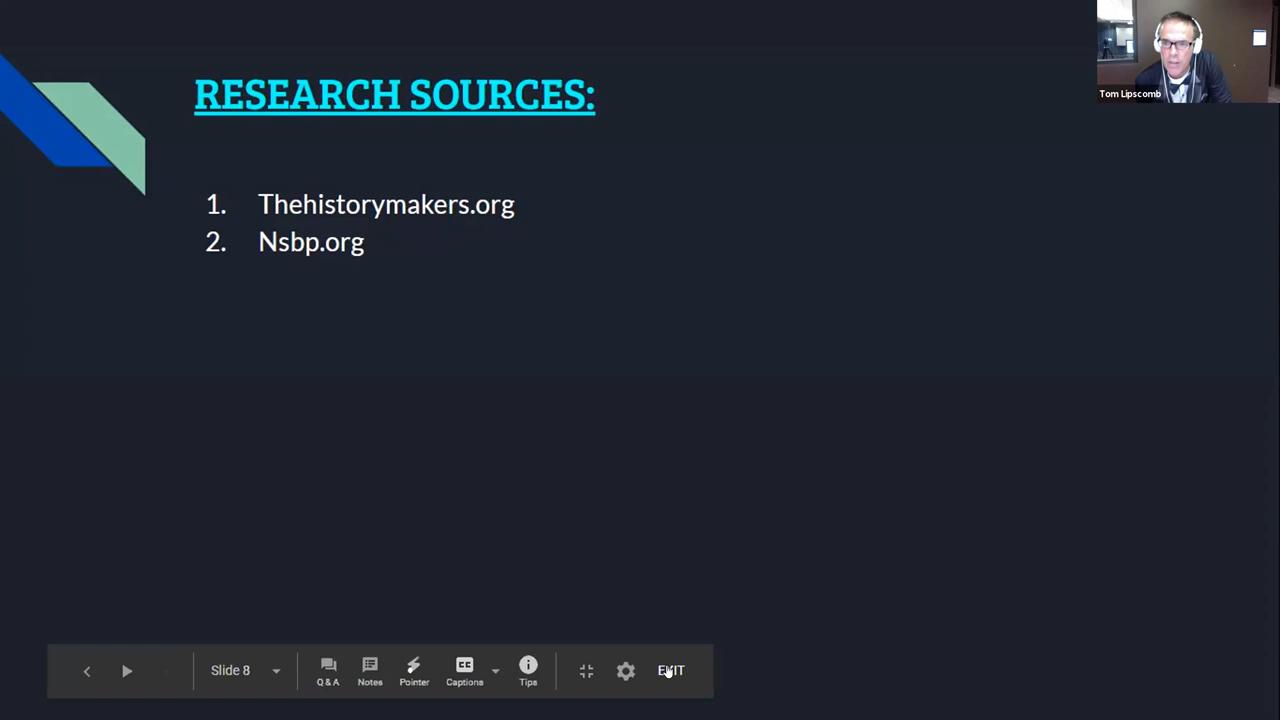 RESEARCH SOURCES:
Tom Lipscomb
1. Thehistorymakers.org
2. Nsbp.org
Slide 8
Q & A
Notes
Pointer
Captions
Tips
EXIT